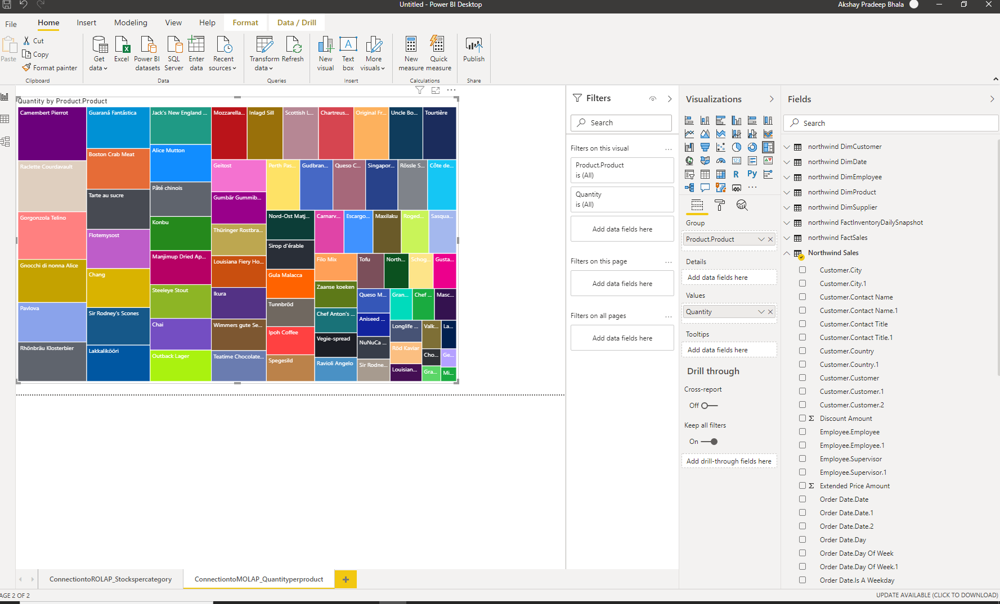 Untitled - Power BI Desktop
Akshay Pradeep Bhala
File
Home
Insert
Modeling
View
Help
Format
Data / Drill
Paste
Cut
Copy
Format painter
Clipboard
Get data
Excel
Power BI datasets
SQL Server
Enter data
Recent sources
Data
Transform data
Refresh
Queries
New visual
Text box
More visuals
Insert
New measure
Quick measure
Calculations
Publish
Share
Quantity by Product.Product
Camembert Pierrot
Raclette Courdavault
Gorgonzola Telino
Gnocchi di nonna Alice
Pavlova
Rhönbräu Klosterbier
Guaraná Fantástica
Boston Crab Meat
Tarte au sucre
Flotemysost
Chang
Sir Rodney's Scones
Lakkalikööri
Jack's New England ...
Alice Mutton
Pâté chinois
Konbu
Manjimup Dried Ap...
Steeleye Stout
Chai
Outback Lager
Mozzarella...
Inlagd Sill
Scottish L...
Chartreus...
Original Fr...
Uncle Bo...
Tourtière
Geitost
Gumbär Gummib...
Thüringer Rostbra...
Louisiana Fiery Ho...
Ikura
Wimmers gute Se...
Teatime Chocolate...
Perth Pas...
Gudbran...
Queso C...
Singapor...
Rössle S...
Côte de...
Nord-Ost Matj...
Sirop d'érable
Gula Malacca
Tunnbröd
Ipoh Coffee
Spegesild
Carnarv...
Escargo...
Maxilaku
Roged...
Sasqua...
Filo Mix
Zaanse koeken
Chef Anton's ...
Vegie-spread
Ravioli Angelo
Tofu
North...
Schog...
Gusta...
Queso M...
Aniseed ...
NuNuCa ...
Sir Rodne...
Gran...
Chef ...
Masc...
Longlife ...
Röd Kaviar
Louisian...
Valk...
La...
Cho...
Ge...
Gra...
Mi...
Filters
Search
Filters on this visual
Product.Product
is (All)
Quantity
is (All)
Add data fields here
Filters on this page
Add data fields here
Filters on all pages
Add data fields here
Visualizations
R
Py
123
Group
Product.Product
Details
Add data fields here
Values
Quantity
Tooltips
Add data fields here
Drill through
Cross-report
Off
Keep all filters
On
Add drill-through fields here
Fields
Search
northwind DimCustomer
northwind DimDate
northwind DimEmployee
northwind DimProduct
northwind DimSupplier
northwind FactInventoryDailySnapshot
northwind FactSales
Northwind Sales
Customer.City
Customer.City.1
Customer.Contact Name
Customer.Contact Name.1
Customer.Contact Title
Customer.Contact Title.1
Customer.Country
Customer.Country.1
Customer.Customer
Customer.Customer.1
Customer.Customer.2
Σ Discount Amount
Employee.Employee
Employee.Employee.1
Employee.Supervisor
Employee.Supervisor.1
Σ Extended Price Amount
Order Date.Date
Order Date.Date.1
Order Date.Date.2
Order Date.Day
Order Date.Day Of Week
Order Date.Day Of Week.1
Order Date.Is A Weekday
ConnectiontoROLAP_Stockspercategory
ConnectiontoMOLAP_Quantityperproduct
AGE 2 OF 2
UPDATE AVAILABLE (CLICK TO DOWNLOAD)